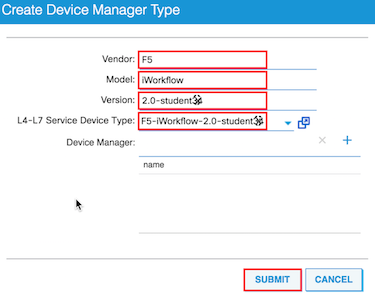 Create Device Manager Type
Vendor: F5
Model: iWorkflow
Version: 2.0-student
L4-L7 Service Device Type: F5-iWorkflow-2.0-student
Device Manager:
name
SUBMIT CANCEL